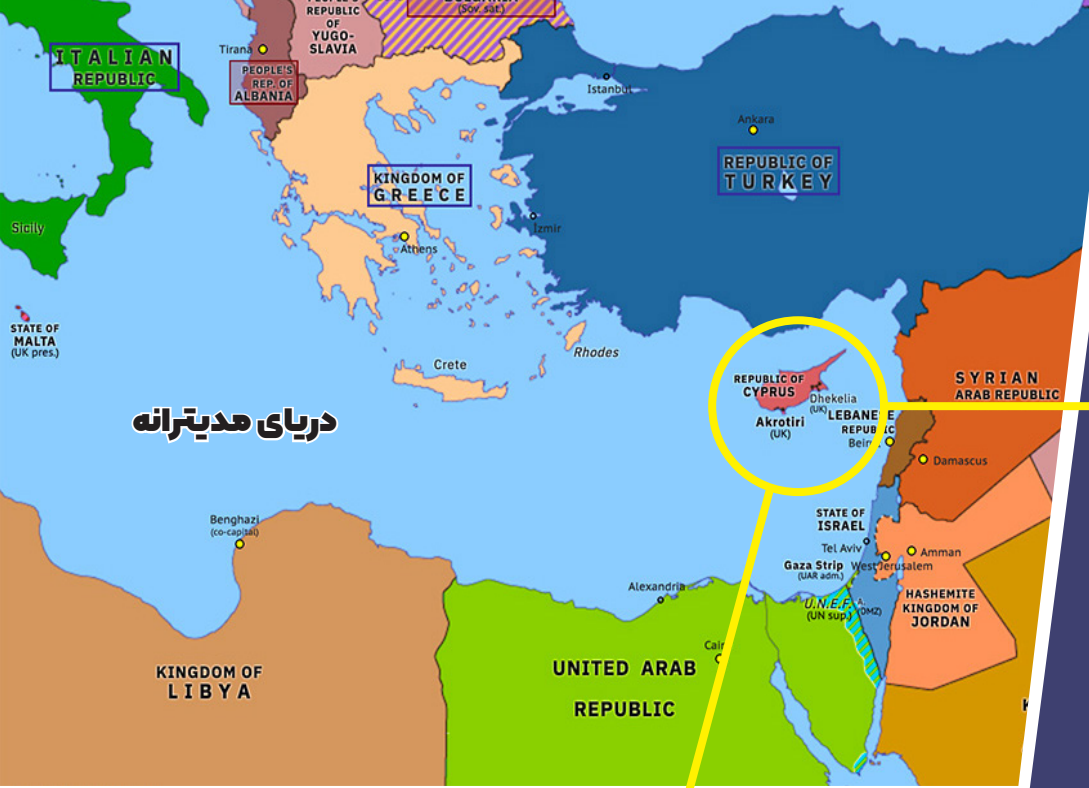 PEOPLE'S
REPUBLIC
OF
YUGO-
SLAVIA
(Sov. sat.)
Tirana
ITALIAN
REPUBLIC
PEOPLE'S
REP. OF
ALBANIA
Istanbul
Ankara
REPUBLIC OF
TURKEY
KINGDOM OF
GREECE
Izmir
Athens
Sicily
STATE OF
MALTA
(UK pres.)
Rhodes
Crete
REPUBLIC OF
CYPRUS
Dhekelia
(UK)
Akrotiri
(UK)
SYRIAN
ARAB REPUBLIC
LEBANESE
REPUBLIC
Beirut
Damascus
دریای مدیترانه
STATE OF
ISRAEL
Tel Aviv
Amman
West Jerusalem
Gaza Strip
(UAR adm.)
Benghazi
(co-capital)
Alexandria
U.N.E.F.
(UN sup.)
(DMZ)
HASHEMITE
KINGDOM OF
JORDAN
Cairo
KINGDOM OF
LIBYA
UNITED ARAB
REPUBLIC